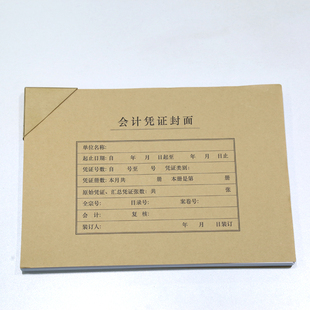 会计凭证封面
单位名称:
起止日期: 自 年 月 日起至 年 月 日止
凭证号数: 自 号至 号 凭证类别:
凭证册数: 本月共 册 本册是第 册
原始凭证、汇总凭证张数: 共 张
全宗号: 目录号: 案卷号:
会 计: 复 核:
装订人: 年 月 日装订